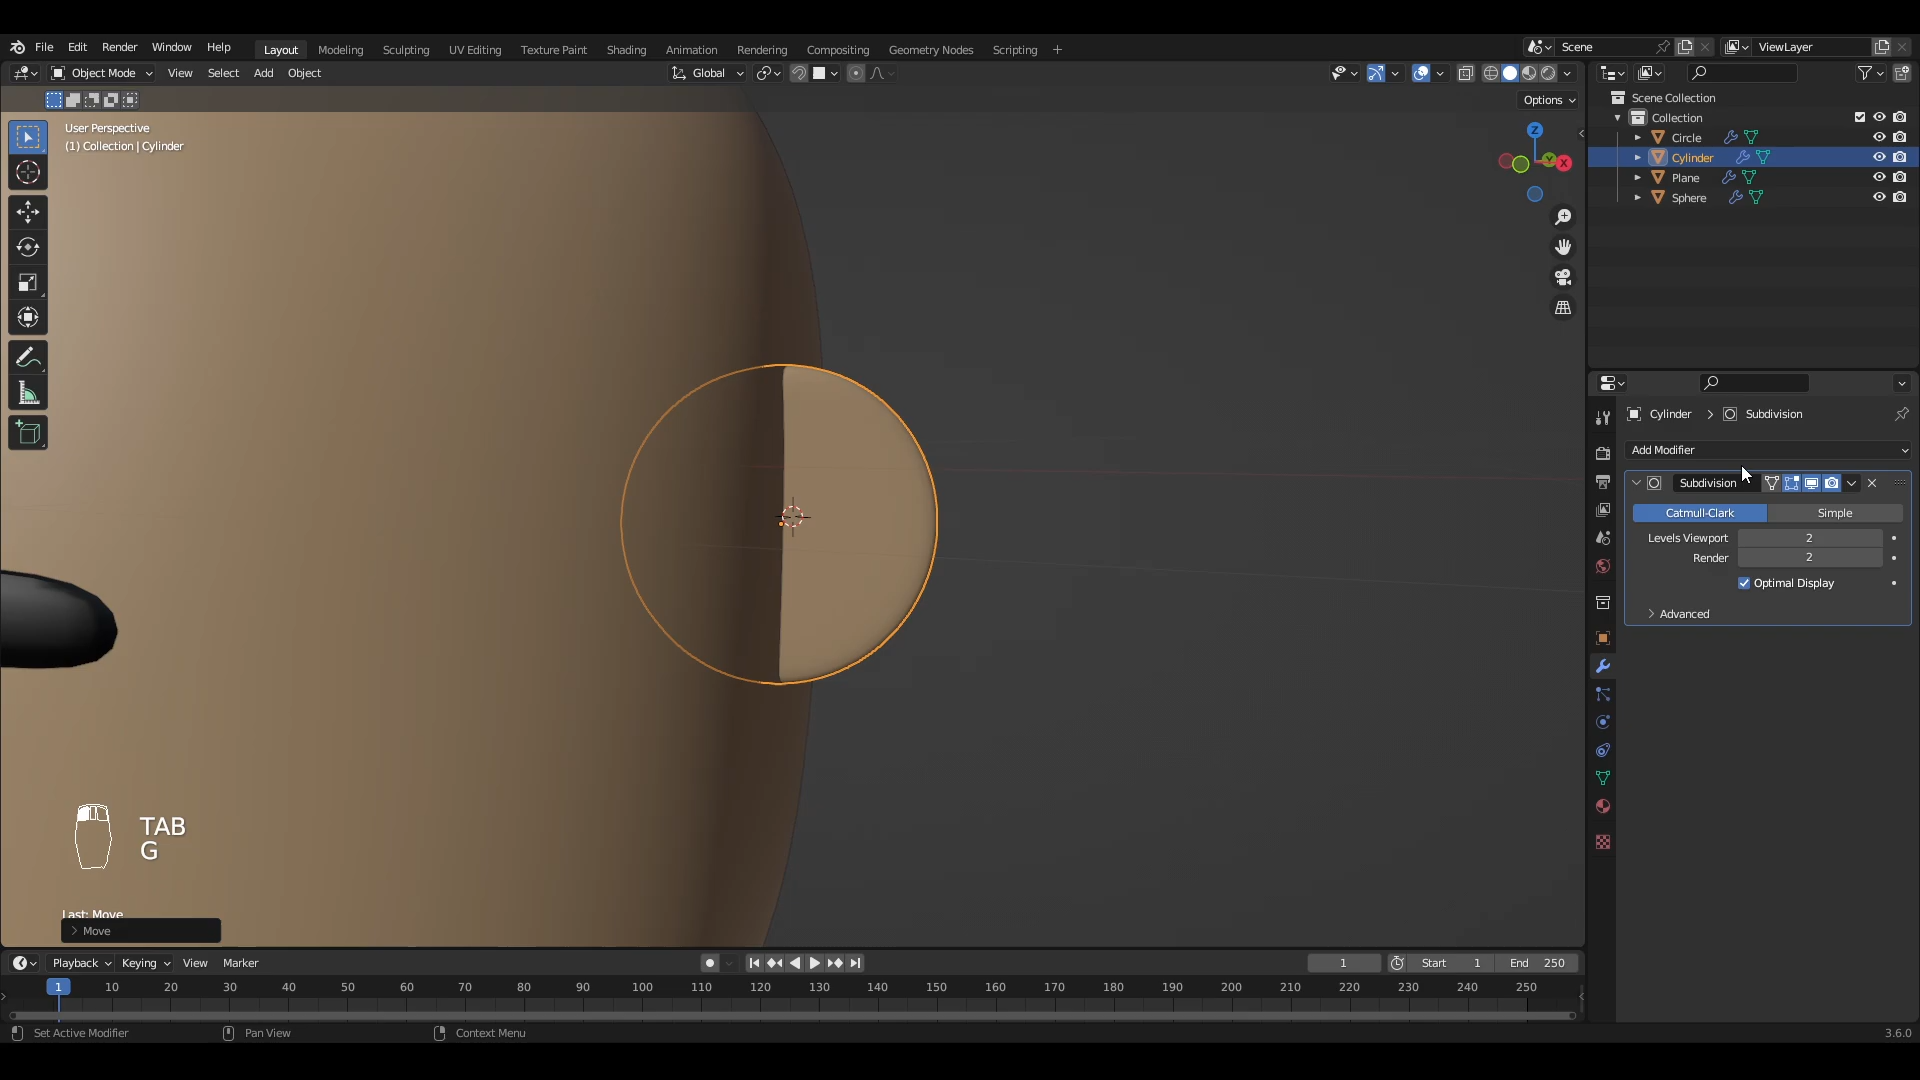 File Edit Render Window Help Layout Modeling Sculpting UV Editing Texture Paint Shading Animation Rendering Compositing Geometry Nodes Scripting + Scene ViewLayer
Object Mode View Select Add Object Global
Options
User Perspective
(1) Collection | Cylinder
Z
Y
X
Scene Collection
Collection
Circle
Cylinder
Plane
Sphere
Cylinder > Subdivision
Add Modifier
Subdivision
Catmull-Clark Simple
Levels Viewport 2
Render 2
Optimal Display
Advanced
TAB
G
Last: Move
Move
Playback Keying View Marker 1 Start 1 End 250
1 10 20 30 40 50 60 70 80 90 100 110 120 130 140 150 160 170 180 190 200 210 220 230 240 250
Set Active Modifier Pan View Context Menu 3.6.0